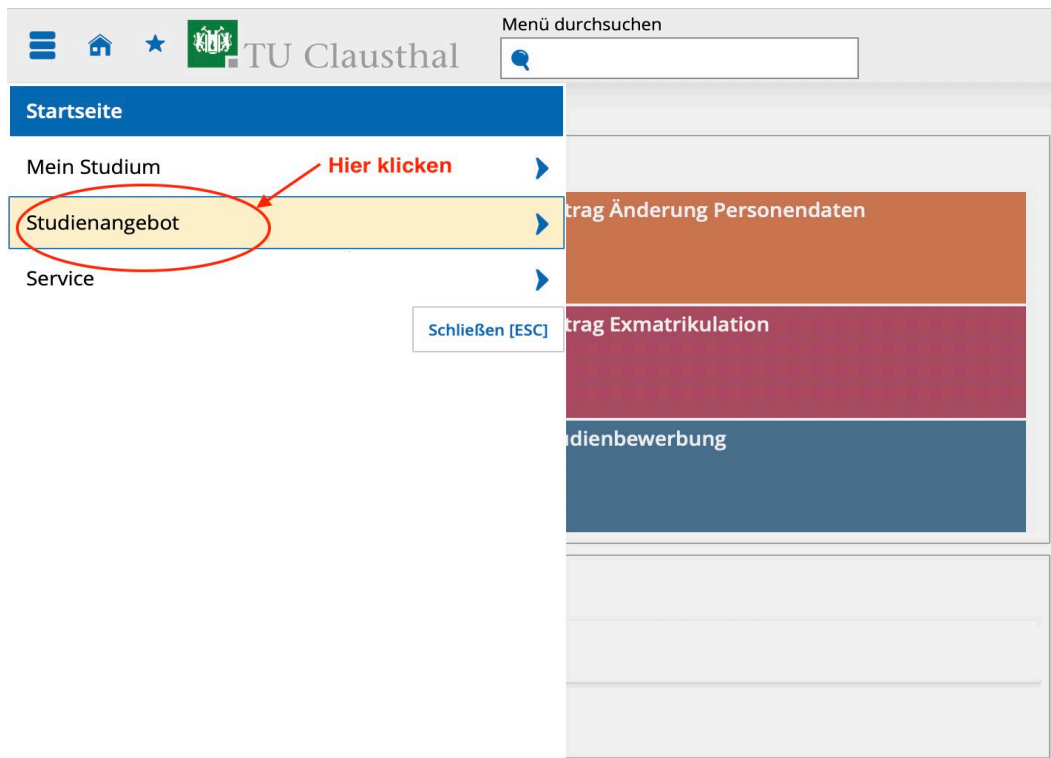 Menü durchsuchen
TU Clausthal
Startseite
Mein Studium
Hier klicken
Studienangebot
Service
Schließen [ESC]
trag Änderung Personendaten
trag Exmatrikulation
dienbewerbung